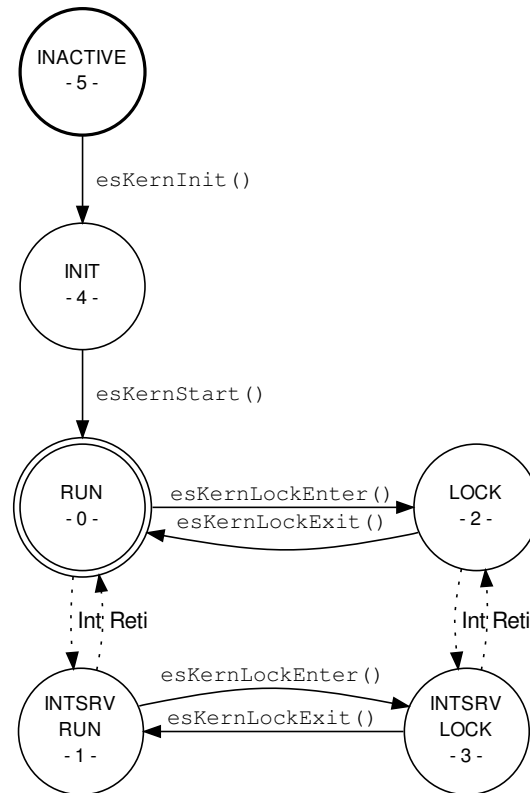 INACTIVE
- 5 -
esKernInit()
INIT
- 4 -
esKernStart()
RUN
- 0 -
esKernLockEnter()
esKernLockExit()
LOCK
- 2 -
Int Reti
Int Reti
INTSRV
RUN
- 1 -
esKernLockEnter()
esKernLockExit()
INTSRV
LOCK
- 3 -